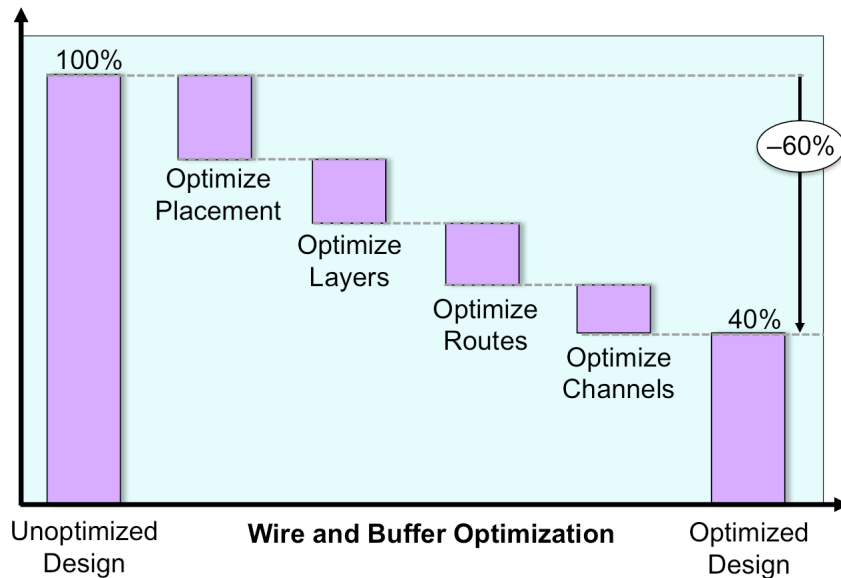 100%
–60%
Optimize
Placement
Optimize
Layers
Optimize
Routes
40%
Optimize
Channels
Unoptimized
Design
Wire and Buffer Optimization
Optimized
Design